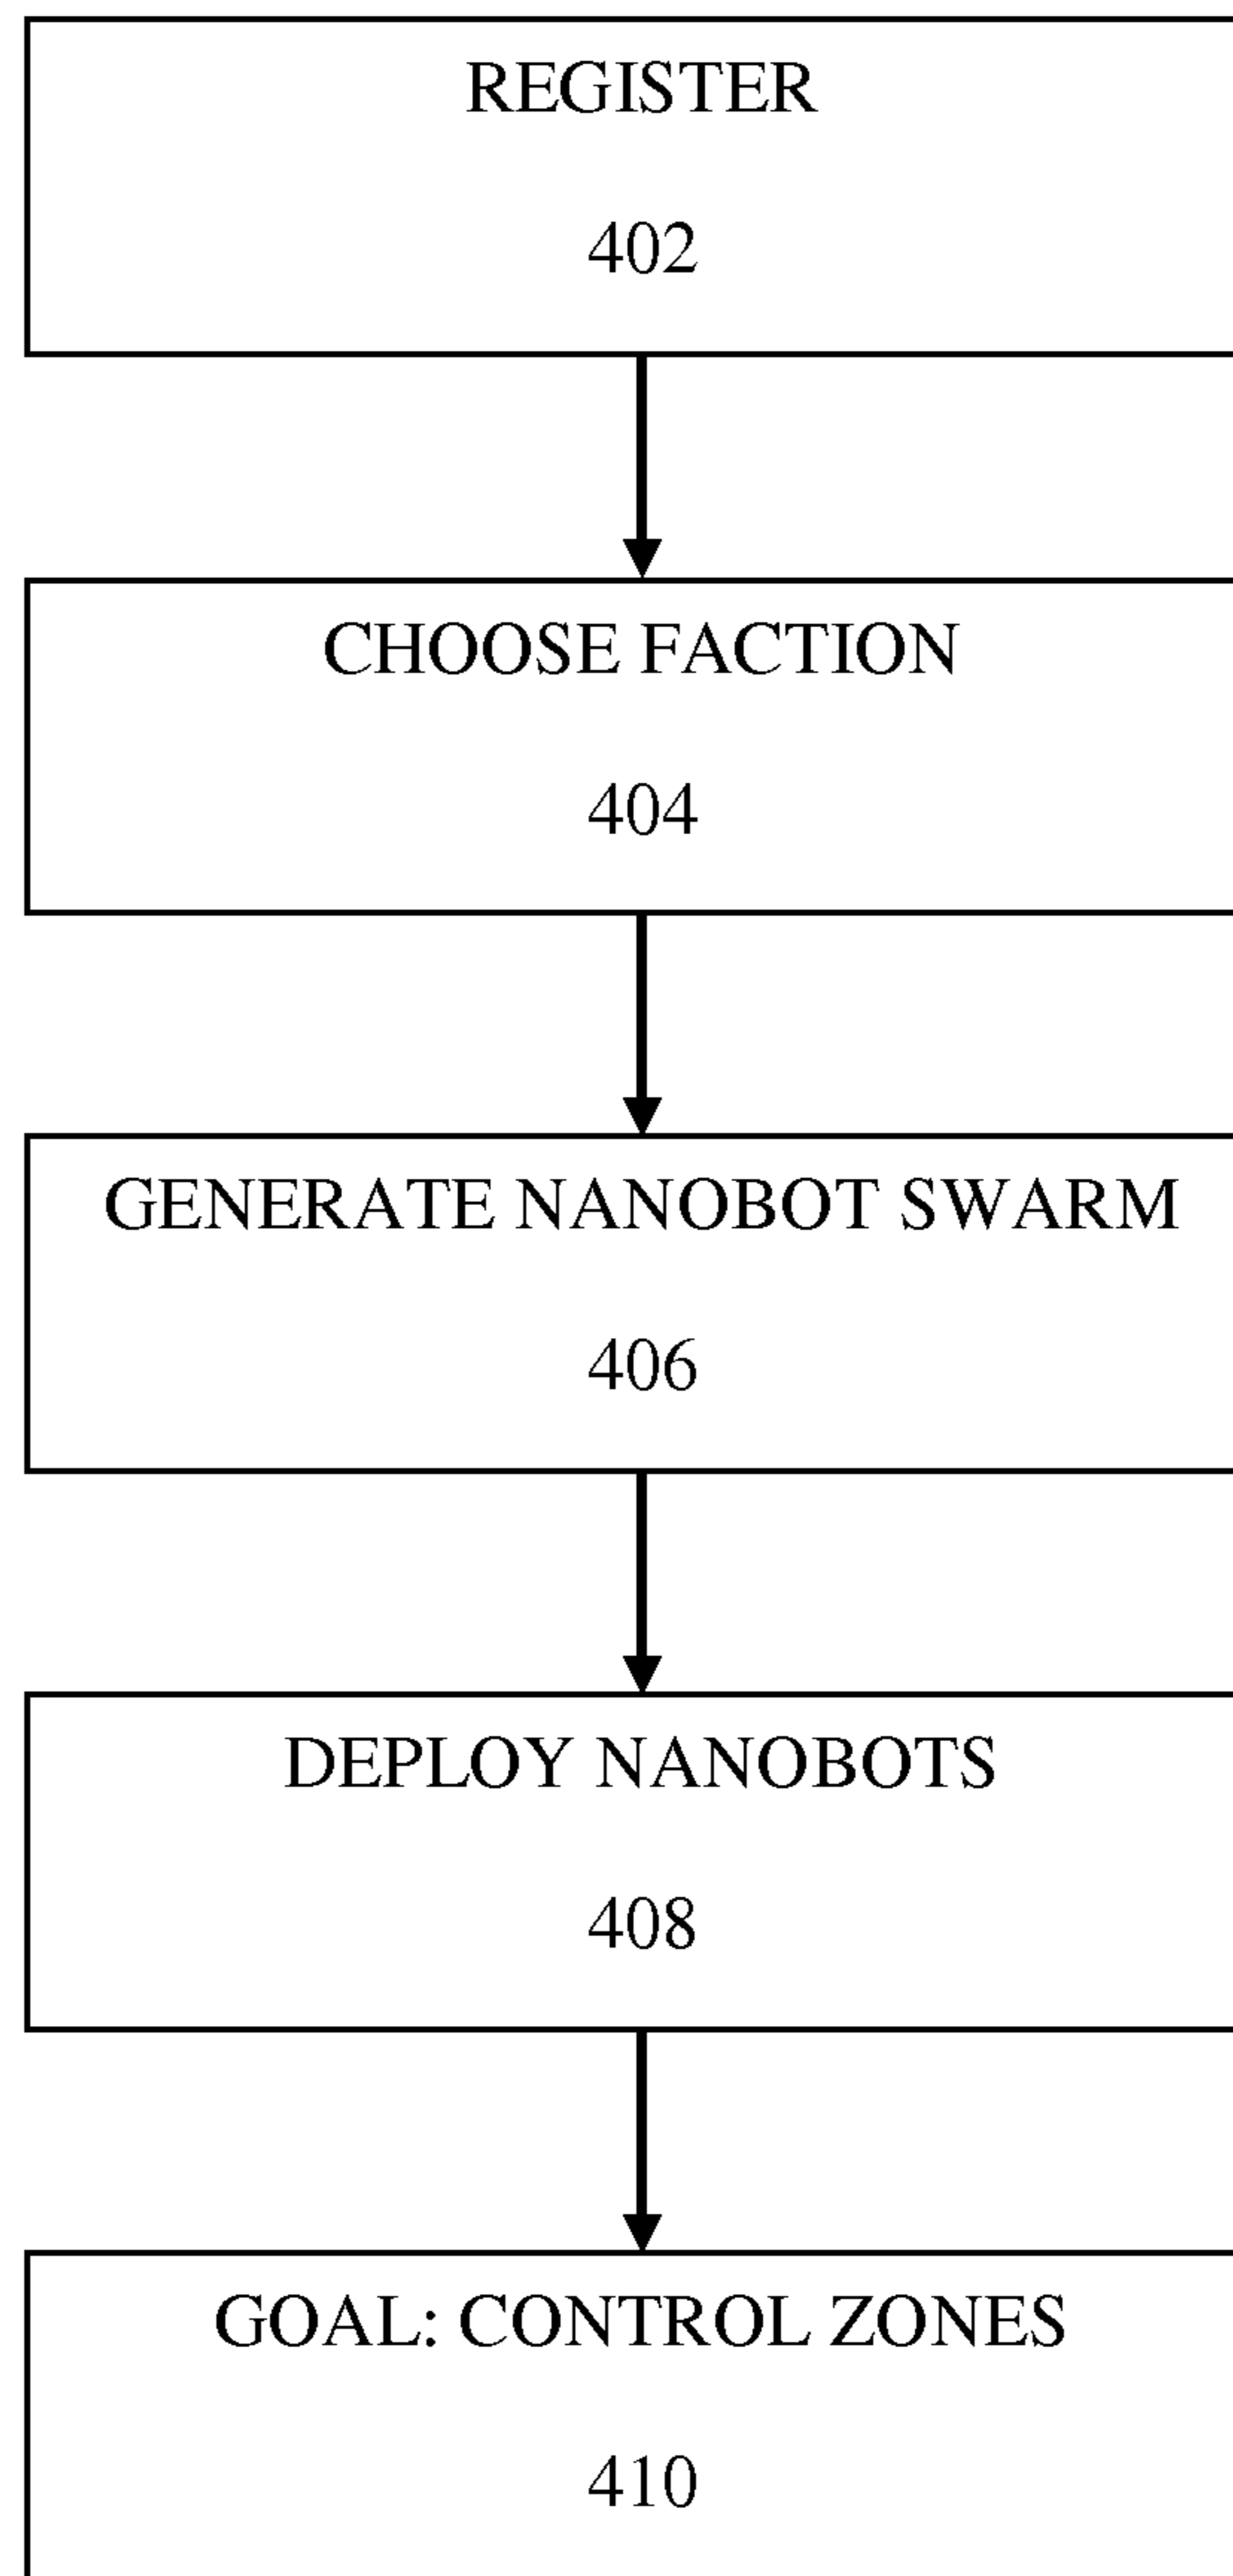 REGISTER
402
CHOOSE FACTION
404
GENERATE NANOBOT SWARM
406
DEPLOY NANOBOTS
408
GOAL: CONTROL ZONES
410